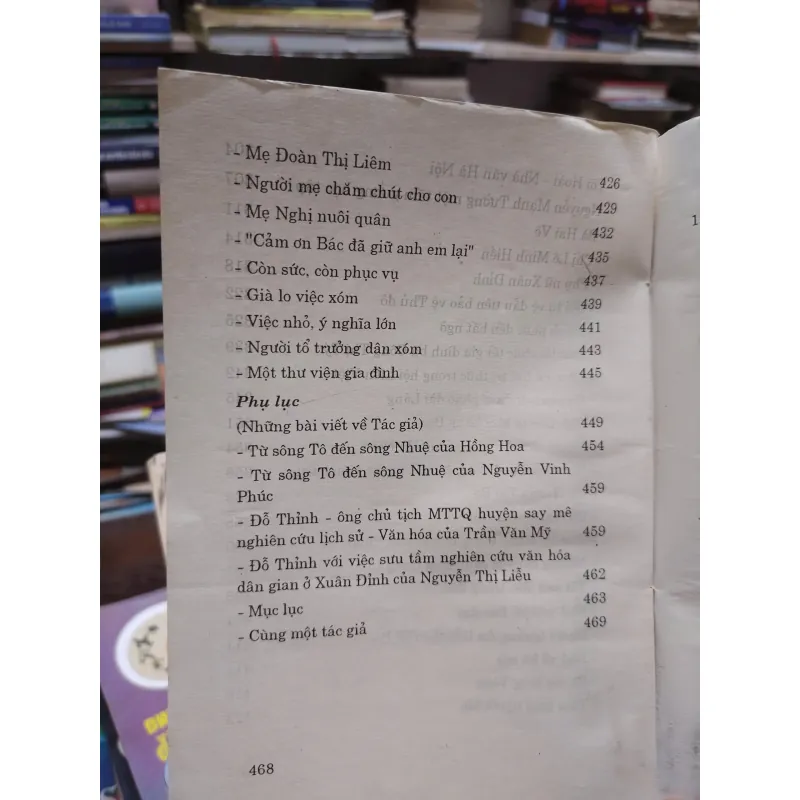 - Mẹ Đoàn Thị Liêm 426
- Người mẹ chăm chút cho con 429
- Mẹ Nghị nuôi quân 432
- "Cảm ơn Bác đã giữ anh em lại" 435
- Còn sức, còn phục vụ 437
- Già lo việc xóm 439
- Việc nhỏ, ý nghĩa lớn 441
- Người tổ trưởng dân xóm 443
- Một thư viện gia đình 445
Phụ lục
(Những bài viết về Tác giả) 449
- Từ sông Tô đến sông Nhuệ của Hồng Hoa 454
- Từ sông Tô đến sông Nhuệ của Nguyễn Vinh
Phúc 459
- Đỗ Thỉnh - ông chủ tịch MTTQ huyện say mê
nghiên cứu lịch sử - Văn hóa của Trần Văn Mỹ 459
- Đỗ Thỉnh với việc sưu tầm nghiên cứu văn hóa
dân gian ở Xuân Đỉnh của Nguyễn Thị Liễu 462
- Mục lục 463
- Cùng một tác giả 469
468
1